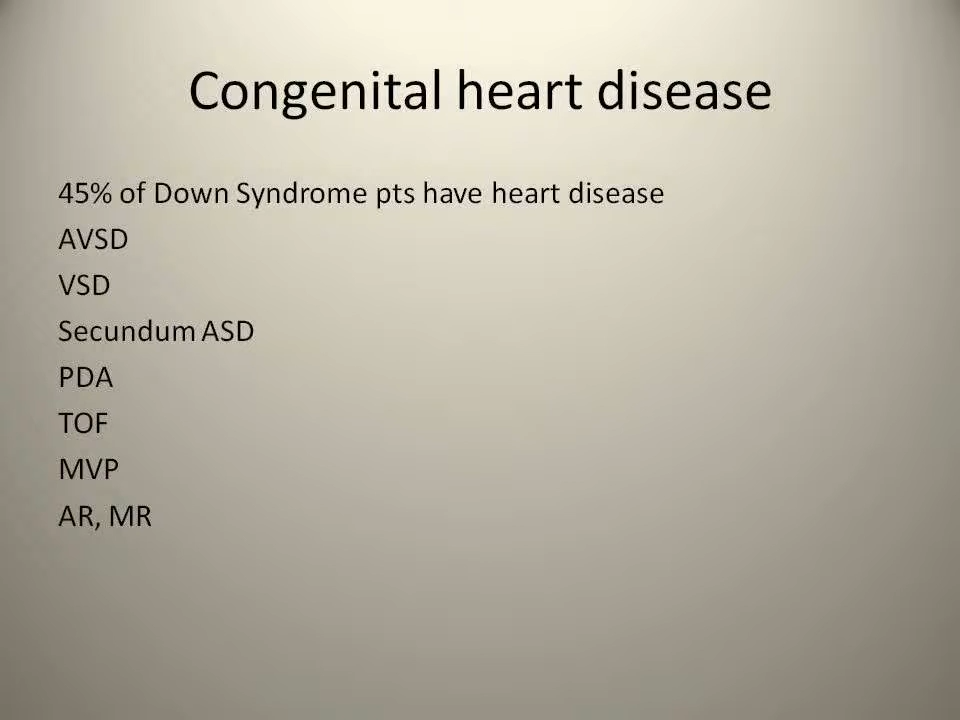 Congenital heart disease
45% of Down Syndrome pts have heart disease
AVSD
VSD
Secundum ASD
PDA
TOF
MVP
AR, MR